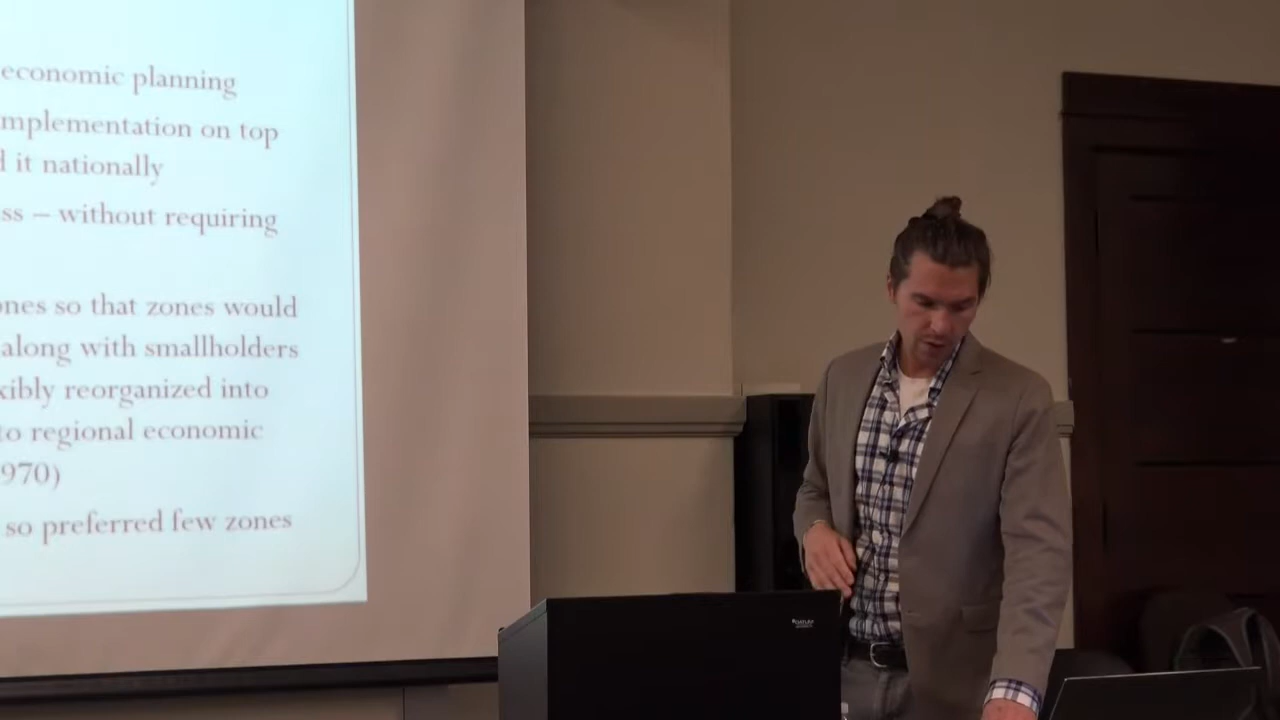 economic planning
mplementation on top
d it nationally
ss – without requiring
ones so that zones would
along with smallholders
xibly reorganized into
to regional economic
970)
so preferred few zones